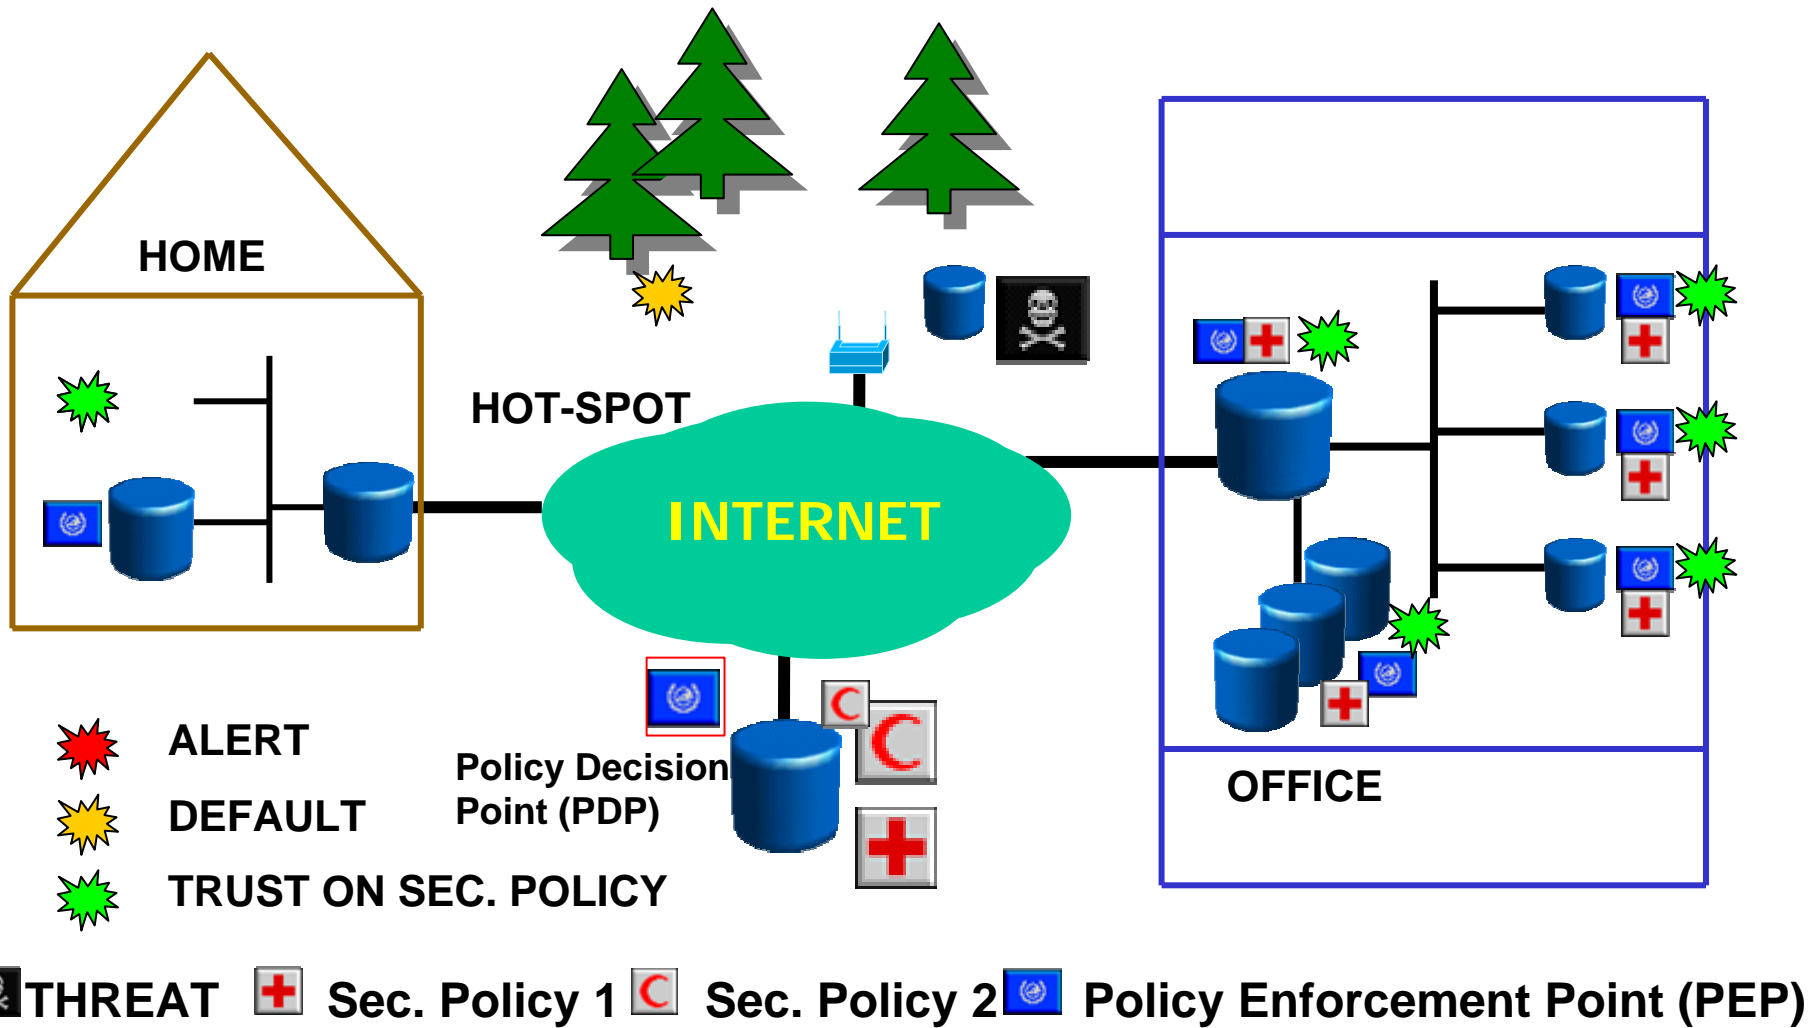 HOME
HOT-SPOT
INTERNET
ALERT
DEFAULT
TRUST ON SEC. POLICY
Policy Decision
Point (PDP)
OFFICE
THREAT
Sec. Policy 1
Sec. Policy 2
Policy Enforcement Point (PEP)